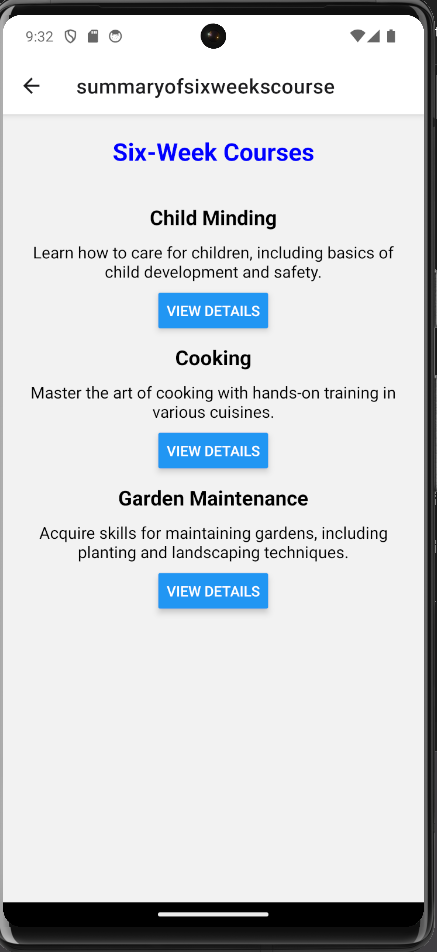 9:32
summaryofsixweekscourse
Six-Week Courses
Child Minding
Learn how to care for children, including basics of
child development and safety.
VIEW DETAILS
Cooking
Master the art of cooking with hands-on training in
various cuisines.
VIEW DETAILS
Garden Maintenance
Acquire skills for maintaining gardens, including
planting and landscaping techniques.
VIEW DETAILS